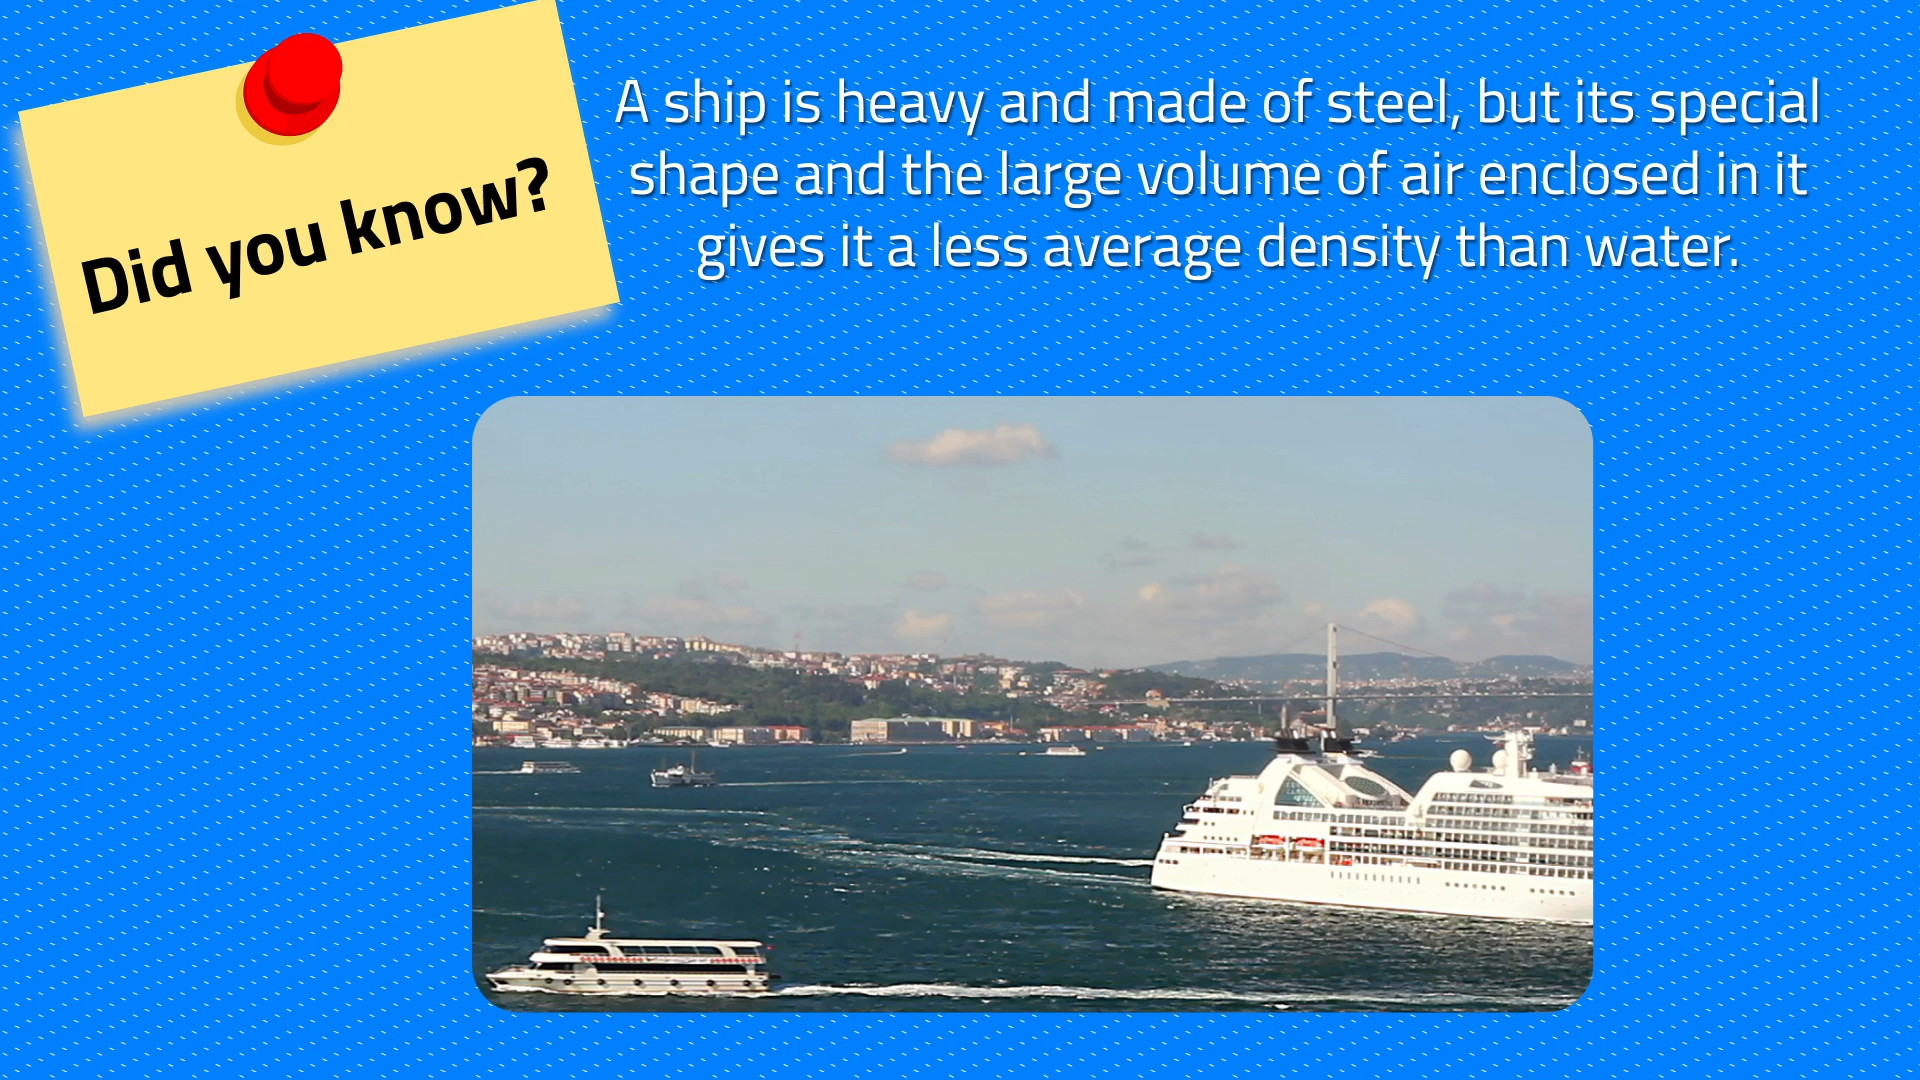 Did you know?
A ship is heavy and made of steel, but its special
shape and the large volume of air enclosed in it
gives it a less average density than water.